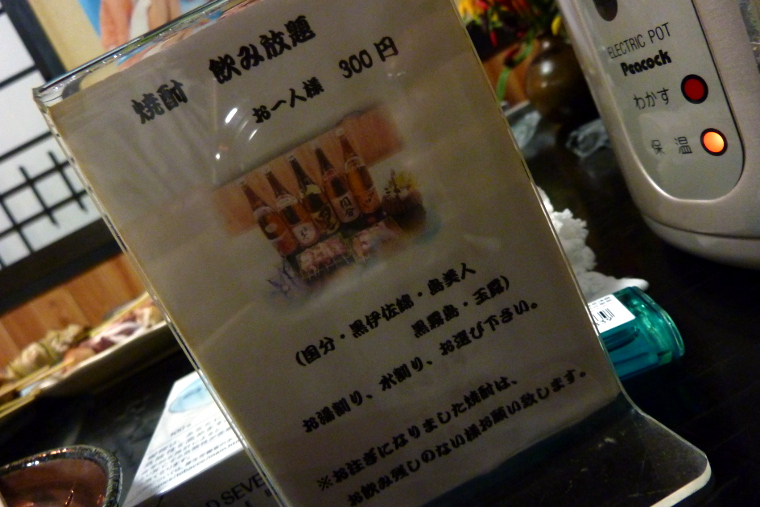 焼酎 飲み放題
お一人様 300円
(国分・黒伊佐錦・島美人
黒霧島・玉露)
お湯割り、水割り、お選び下さい。
※お注ぎになりました焼酎は、
お飲み残しのない様お願い致します。
ELECTRIC POT
Peacock
わかす
保温